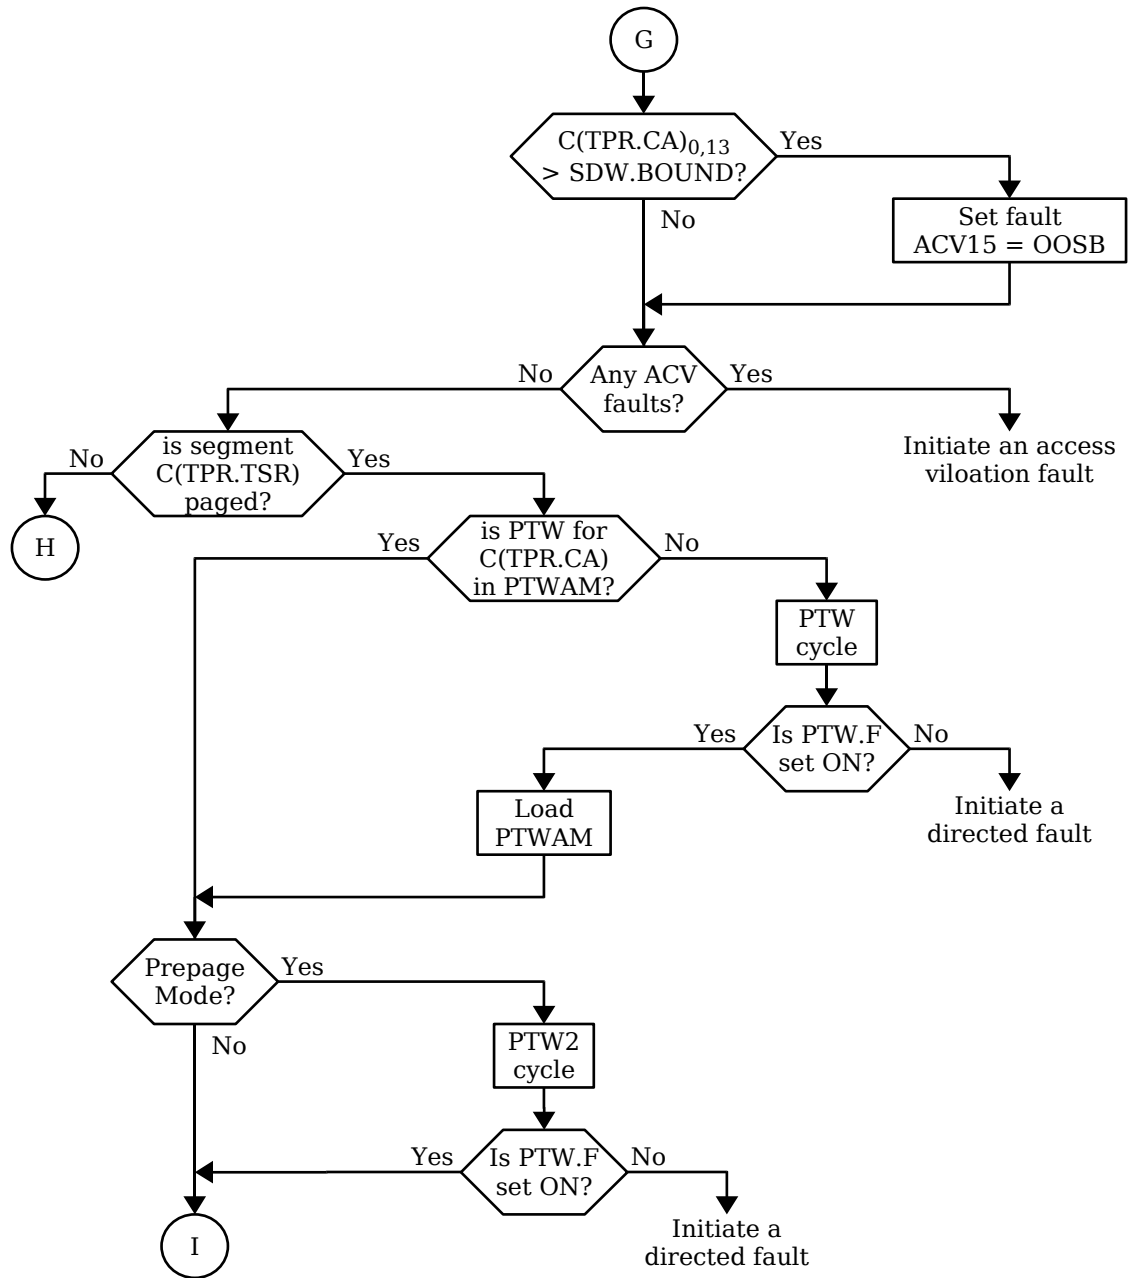 G
C(TPR.CA)0,13
> SDW.BOUND?
Yes
No
Set fault
ACV15 = OOSB
Any ACV
faults?
No
Yes
Initiate an access
viloation fault
is segment
C(TPR.TSR)
paged?
No
Yes
H
is PTW for
C(TPR.CA)
in PTWAM?
Yes
No
PTW
cycle
Is PTW.F
set ON?
Yes
No
Load
PTWAM
Initiate a
directed fault
Prepage
Mode?
Yes
No
PTW2
cycle
Is PTW.F
set ON?
Yes
No
Initiate a
directed fault
I